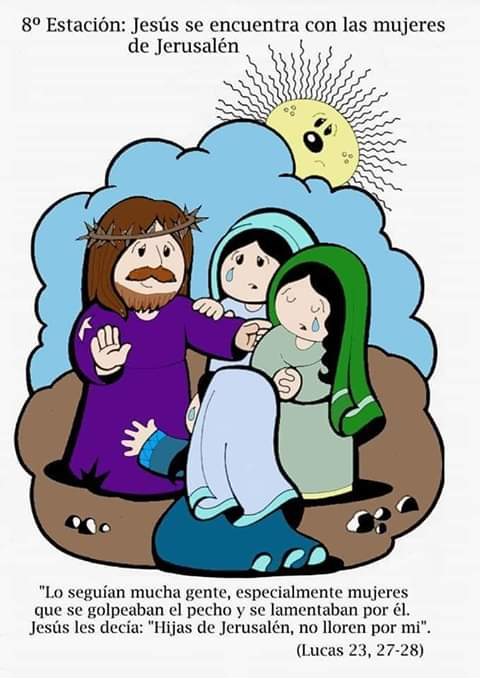 8º Estación: Jesús se encuentra con las mujeres
de Jerusalén
"Lo seguían mucha gente, especialmente mujeres
que se golpeaban el pecho y se lamentaban por él.
Jesús les decía: "Hijas de Jerusalén, no lloren por mi".
(Lucas 23, 27-28)